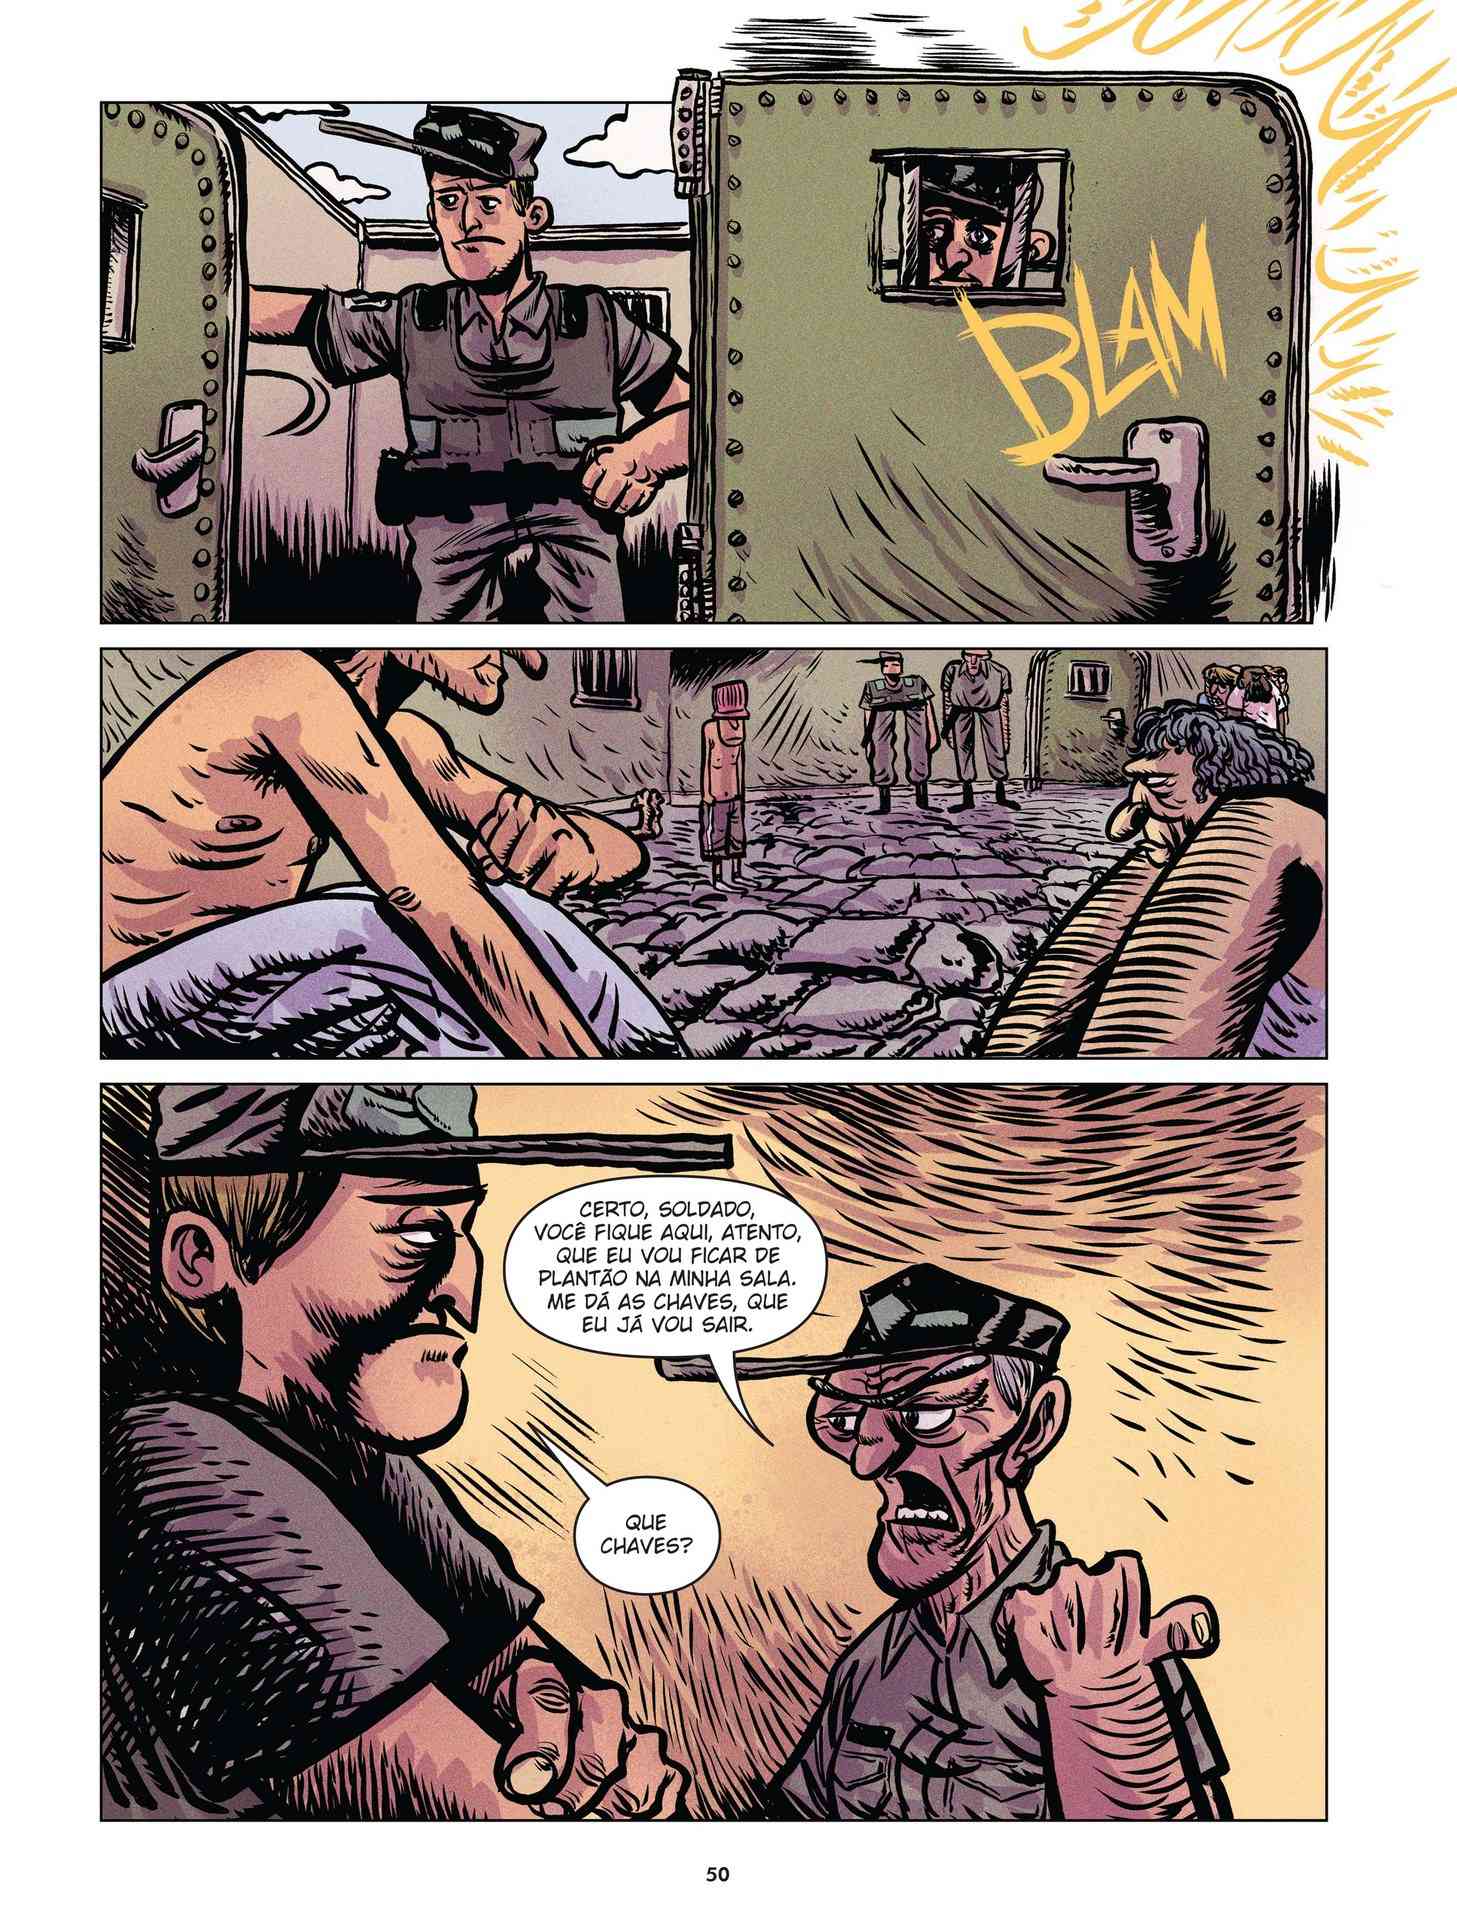 BLAM
CERTO, SOLDADO,
VOCÊ FIQUE AQUI, ATENTO,
QUE EU VOU FICAR DE
PLANTÃO NA MINHA SALA.
ME DÁ AS CHAVES, QUE
EU JÁ VOU SAIR.
QUE
CHAVES?
50